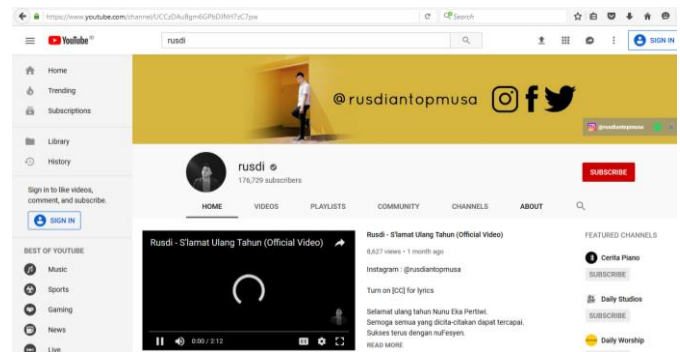 https://www.youtube.com/channel/UCCzDAuBgm6GPbDJNH7zC7pw
Search
YouTube ID
rusdi
SIGN IN
Home
Trending
Subscriptions
Library
History
Sign in to like videos,
comment, and subscribe.
SIGN IN
BEST OF YOUTUBE
Music
Sports
Gaming
News
Live
@rusdiantopmusa
@rusdiantopmusa
rusdi
176,729 subscribers
SUBSCRIBE
HOME VIDEOS PLAYLISTS COMMUNITY CHANNELS ABOUT
Rusdi - S'lamat Ulang Tahun (Official Video)
0:00 / 2:12
Rusdi - S'lamat Ulang Tahun (Official Video)
8,627 views • 1 month ago
Instagram : @rusdiantopmusa
Turn on [CC] for lyrics
Selamat ulang tahun Nunu Eka Pertiwi.
Semoga semua yang dicita-citakan dapat tercapai.
Sukses terus dengan nuFesyen.
READ MORE
FEATURED CHANNELS
Cerita Piano
SUBSCRIBE
Daily Studios
SUBSCRIBE
Daily Worship